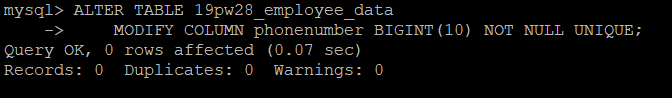 mysql> ALTER TABLE 19pw28_employee_data
    ->     MODIFY COLUMN phonenumber BIGINT(10) NOT NULL UNIQUE;
Query OK, 0 rows affected (0.07 sec)
Records: 0  Duplicates: 0  Warnings: 0